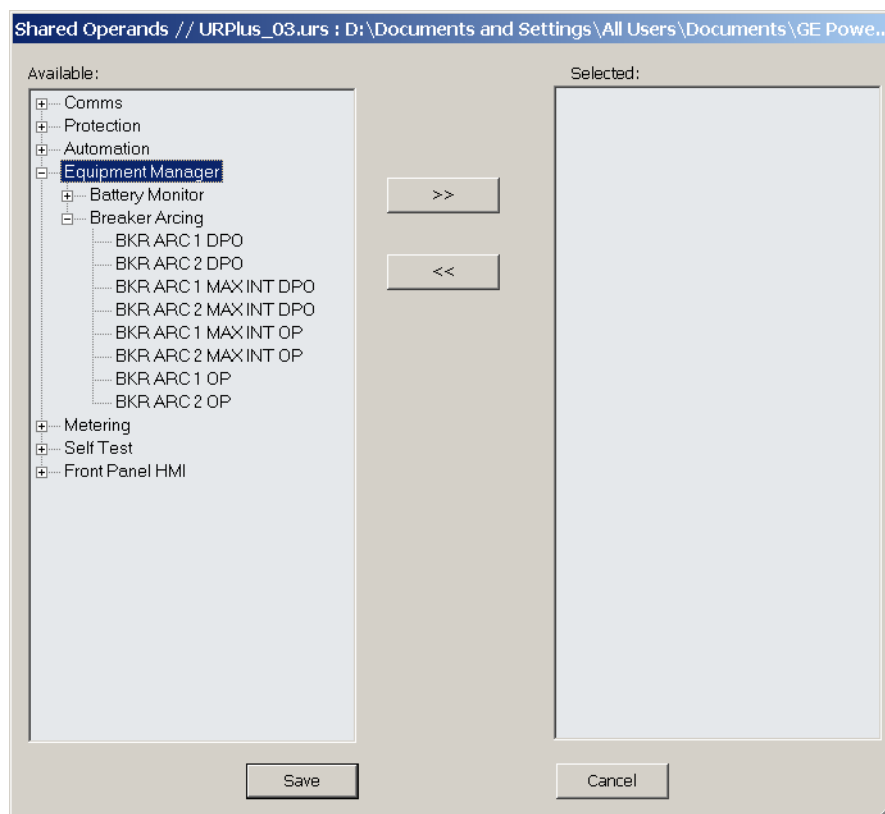 Shared Operands // URPlus_03.urs : D:\Documents and Settings\All Users\Documents\GE Powe..
Available:
Selected:
Comms
Protection
Automation
Equipment Manager
Battery Monitor
Breaker Arcing
BKR ARC 1 DPO
BKR ARC 2 DPO
BKR ARC 1 MAX INT DPO
BKR ARC 2 MAX INT DPO
BKR ARC 1 MAX INT OP
BKR ARC 2 MAX INT OP
BKR ARC 1 OP
BKR ARC 2 OP
Metering
Self Test
Front Panel HMI
>>
<<
Save
Cancel